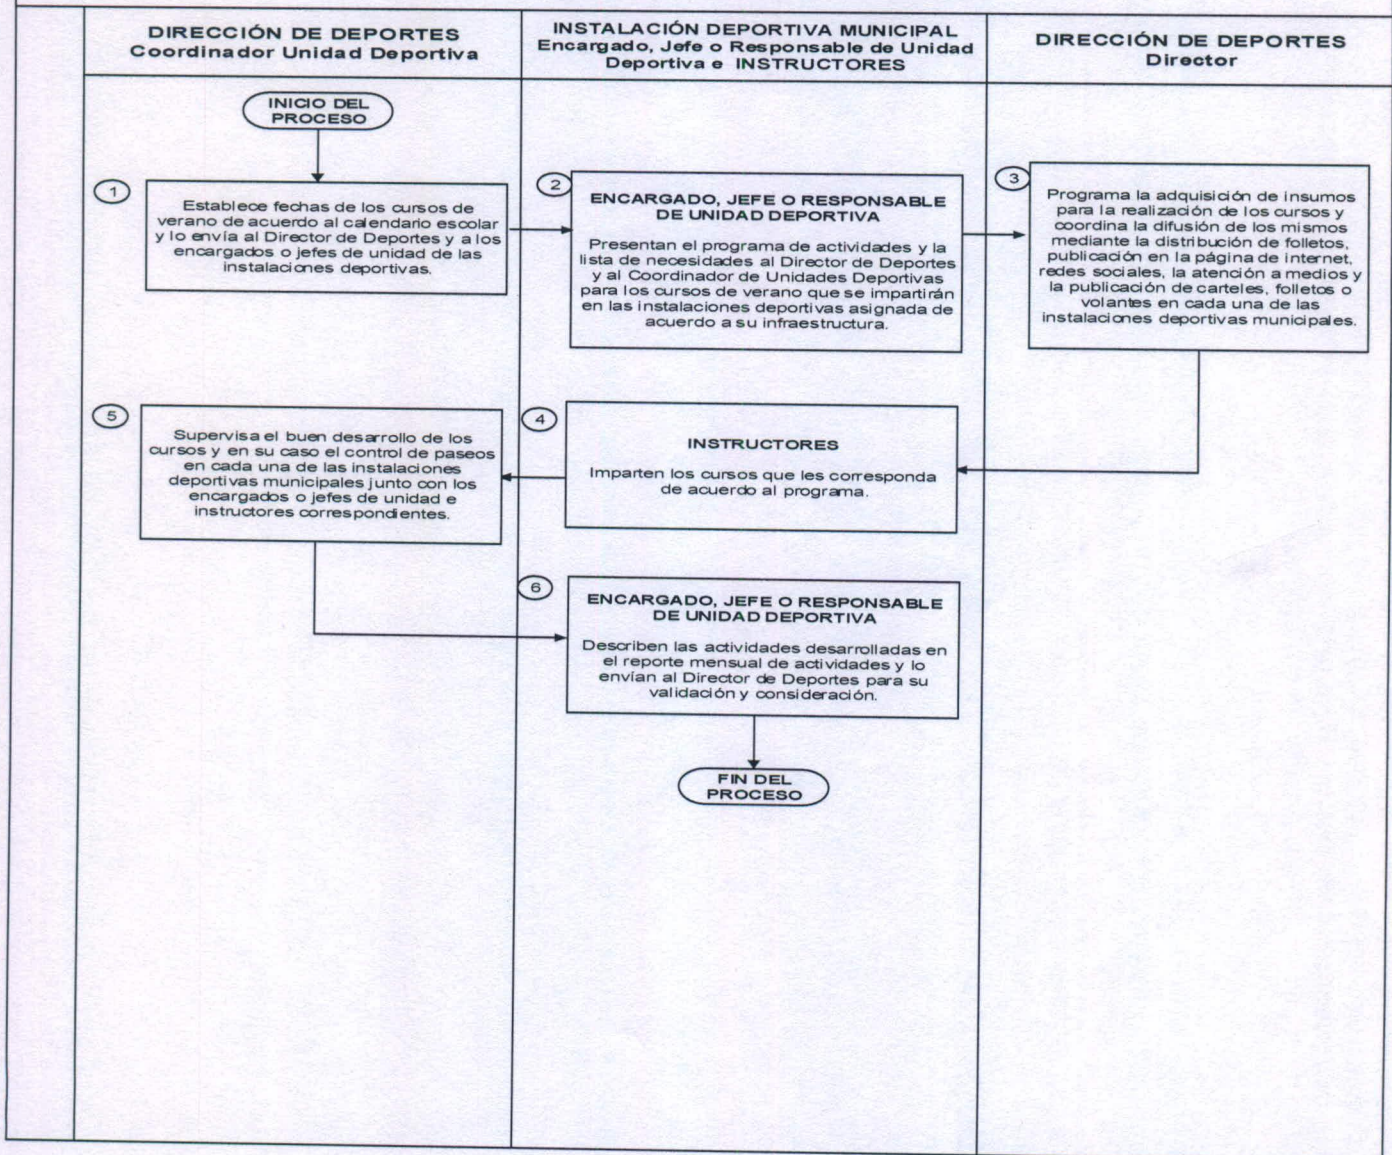 DIRECCIÓN DE DEPORTES
Coordinador Unidad Deportiva
INSTALACIÓN DEPORTIVA MUNICIPAL
Encargado, Jefe o Responsable de Unidad
Deportiva e INSTRUCTORES
DIRECCIÓN DE DEPORTES
Director
INICIO DEL
PROCESO
1
Establece fechas de los cursos de
verano de acuerdo al calendario escolar
y lo envía al Director de Deportes y a los
encargados o jefes de unidad de las
instalaciones deportivas.
2
ENCARGADO, JEFE O RESPONSABLE
DE UNIDAD DEPORTIVA
Presentan el programa de actividades y la
lista de necesidades al Director de Deportes
y al Coordinador de Unidades Deportivas
para los cursos de verano que se impartirán
en las instalaciones deportivas asignada de
acuerdo a su infraestructura.
3
Programa la adquisición de insumos
para la realización de los cursos y
coordina la difusión de los mismos
mediante la distribución de folletos,
publicación en la página de internet,
redes sociales, la atención a medios y
la publicación de carteles, folletos o
volantes en cada una de las
instalaciones deportivas municipales.
4
INSTRUCTORES
Imparten los cursos que les corresponda
de acuerdo al programa.
5
Supervisa el buen desarrollo de los
cursos y en su caso el control de paseos
en cada una de las instalaciones
deportivas municipales junto con los
encargados o jefes de unidad e
instructores correspondientes.
6
ENCARGADO, JEFE O RESPONSABLE
DE UNIDAD DEPORTIVA
Describen las actividades desarrolladas en
el reporte mensual de actividades y lo
envían al Director de Deportes para su
validación y consideración.
FIN DEL
PROCESO